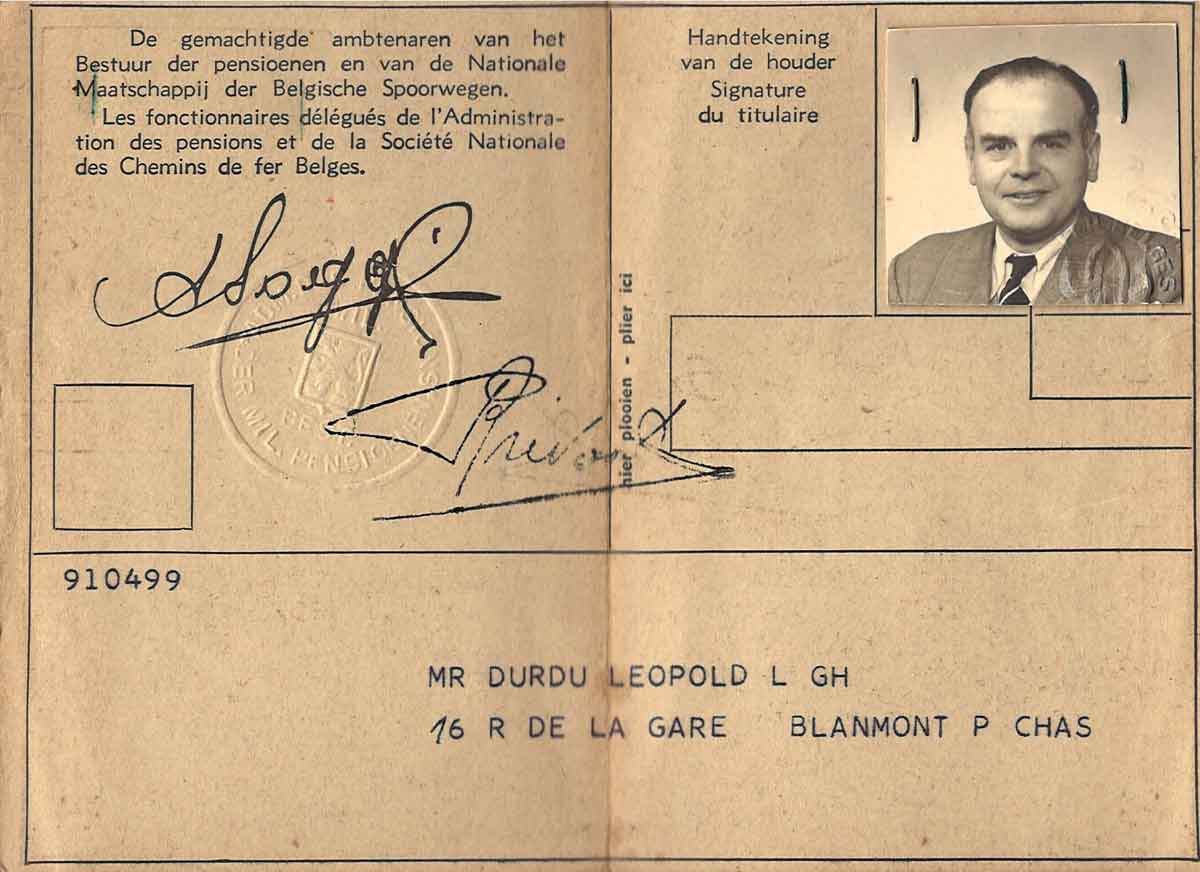 De gemachtigde ambtenaren van het
Bestuur der pensioenen en van de Nationale
Maatschappij der Belgische Spoorwegen.
Les fonctionnaires délégués de l'Administra-
tion des pensions et de la Société Nationale
des Chemins de fer Belges.
Handtekening
van de houder
Signature
du titulaire
hier plooien - plier ici
MIL. PENSIOEN
910499
MR DURDU LEOPOLD L GH
16 R DE LA GARE BLANMONT P CHAS